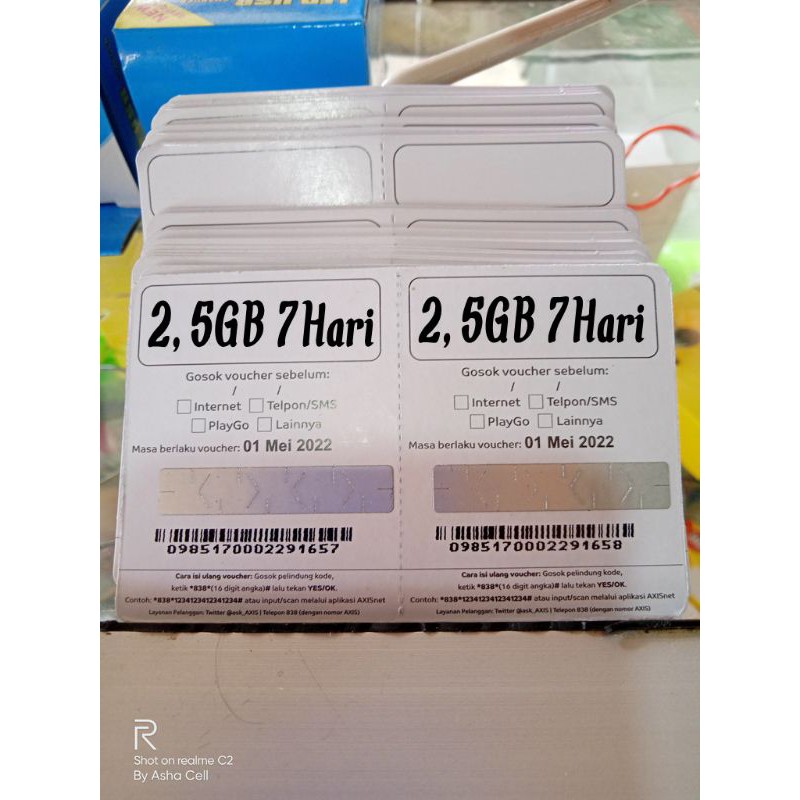 2,5GB 7Hari
Gosok voucher sebelum:
/ /
Internet Telpon/SMS
PlayGo Lainnya
Masa berlaku voucher: 01 Mei 2022
0985170002291657
Cara isi ulang voucher: Gosok pelindung kode,
ketik *838*(16 digit angka)# lalu tekan YES/OK.
Contoh: *838*1234123412341234# atau input/scan melalui aplikasi AXISnet
Layanan Pelanggan: Twitter @ask_AXIS | Telepon 838 (dengan nomor AXIS)
2,5GB 7Hari
Gosok voucher sebelum:
/ /
Internet Telpon/SMS
PlayGo Lainnya
Masa berlaku voucher: 01 Mei 2022
0985170002291658
Cara isi ulang voucher: Gosok pelindung kode,
ketik *838*(16 digit angka)# lalu tekan YES/OK.
Contoh: *838*1234123412341234# atau input/scan melalui aplikasi AXISnet
Layanan Pelanggan: Twitter @ask_AXIS | Telepon 838 (dengan nomor AXIS)
R
Shot on realme C2
By Asha Cell